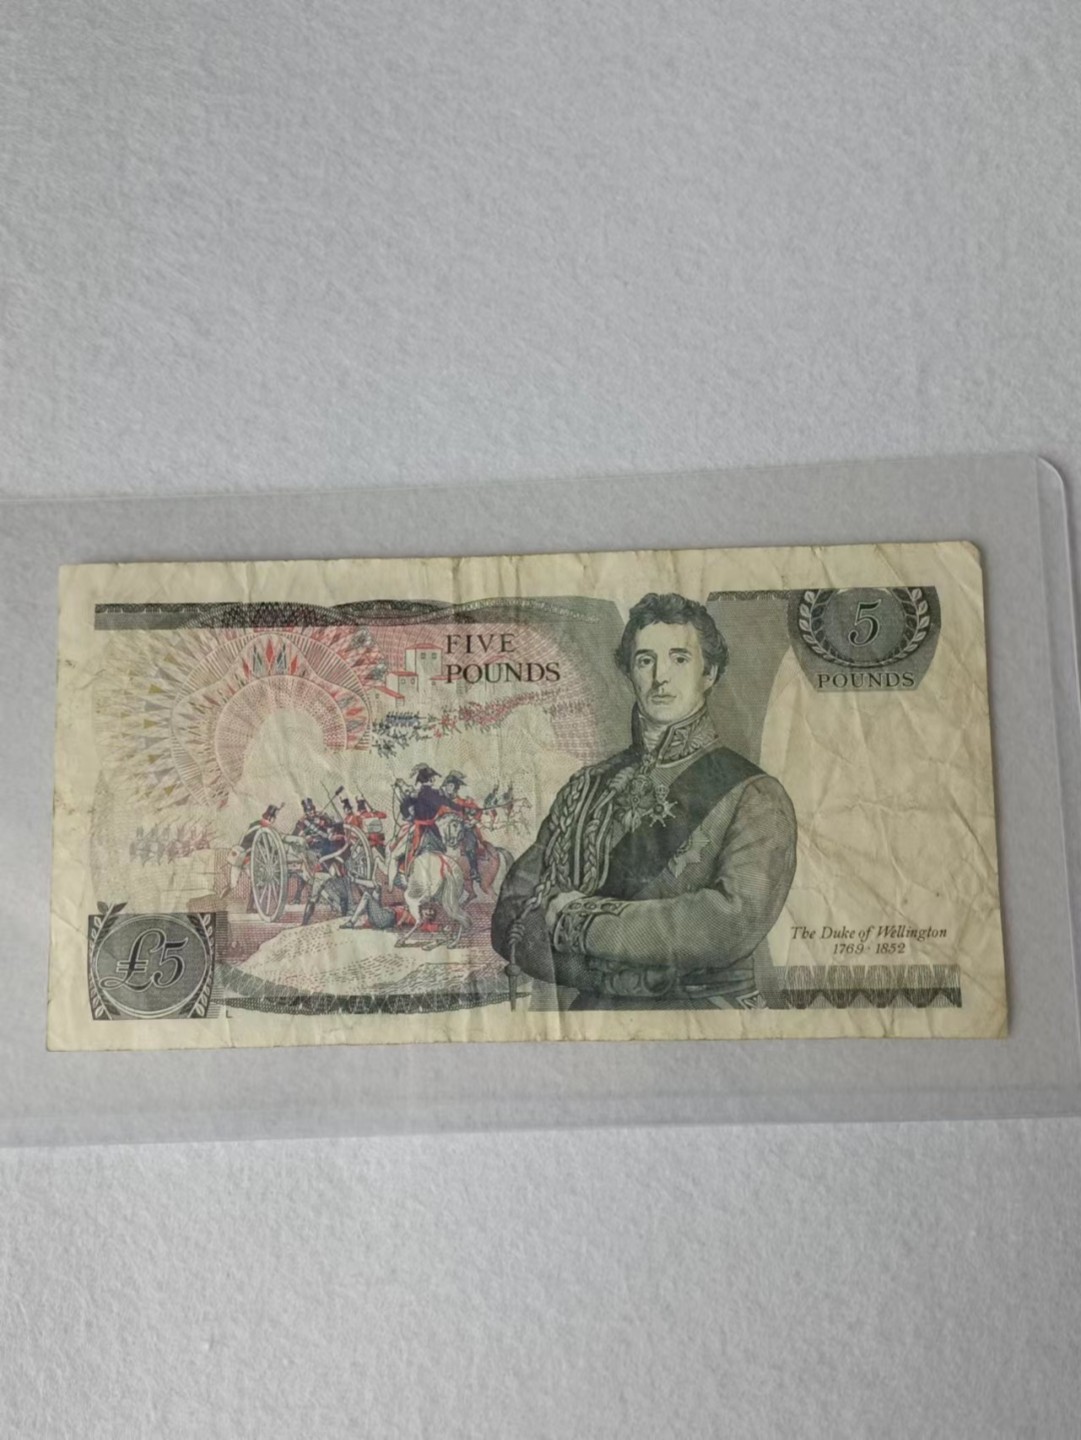 FIVE
POUNDS
5
POUNDS
£5
The Duke of Wellington
1769 - 1852